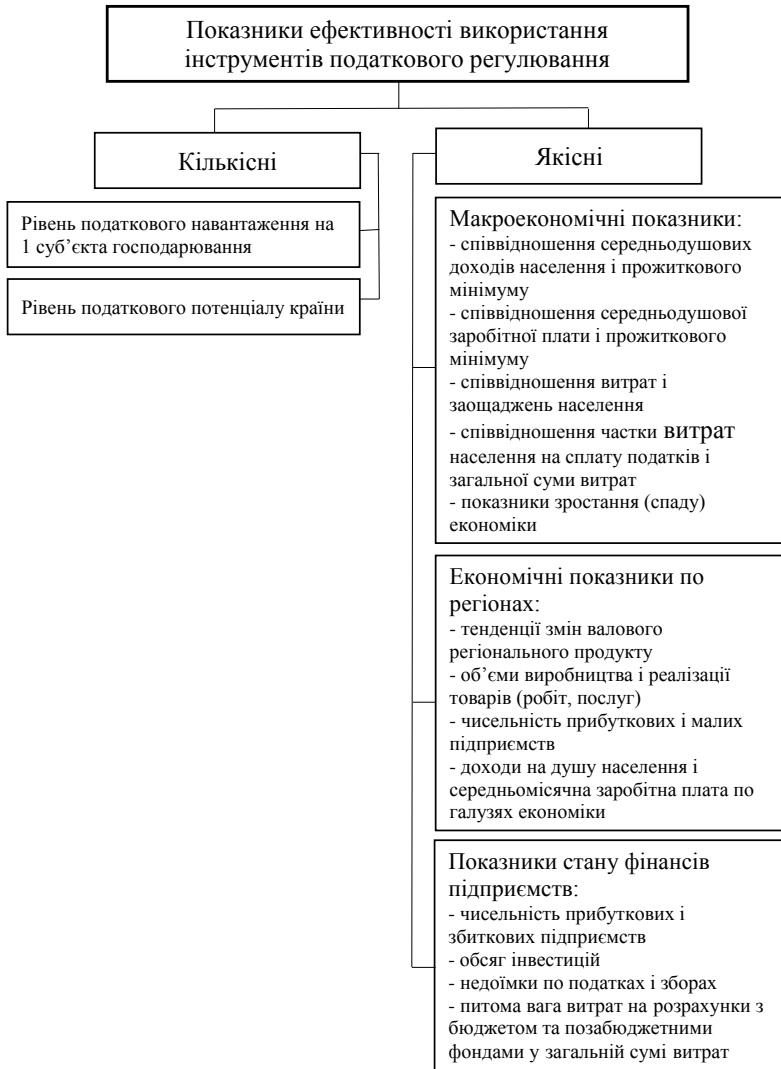 Показники ефективності використання
інструментів податкового регулювання
Кількісні
Якісні
Рівень податкового навантаження на
1 суб’єкта господарювання
Рівень податкового потенціалу країни
Макроекономічні показники:
- співвідношення середньодушових
доходів населення і прожиткового
мінімуму
- співвідношення середньодушової
заробітної плати і прожиткового
мінімуму
- співвідношення витрат і
заощаджень населення
- співвідношення частки витрат
населення на сплату податків і
загальної суми витрат
- показники зростання (спаду)
економіки
Економічні показники по
регіонах:
- тенденції змін валового
регіонального продукту
- об’єми виробництва і реалізації
товарів (робіт, послуг)
- чисельність прибуткових і малих
підприємств
- доходи на душу населення і
середньомісячна заробітна плата по
галузях економіки
Показники стану фінансів
підприємств:
- чисельність прибуткових і
збиткових підприємств
- обсяг інвестицій
- недоїмки по податках і зборах
- питома вага витрат на розрахунки з
бюджетом та позабюджетними
фондами у загальній сумі витрат